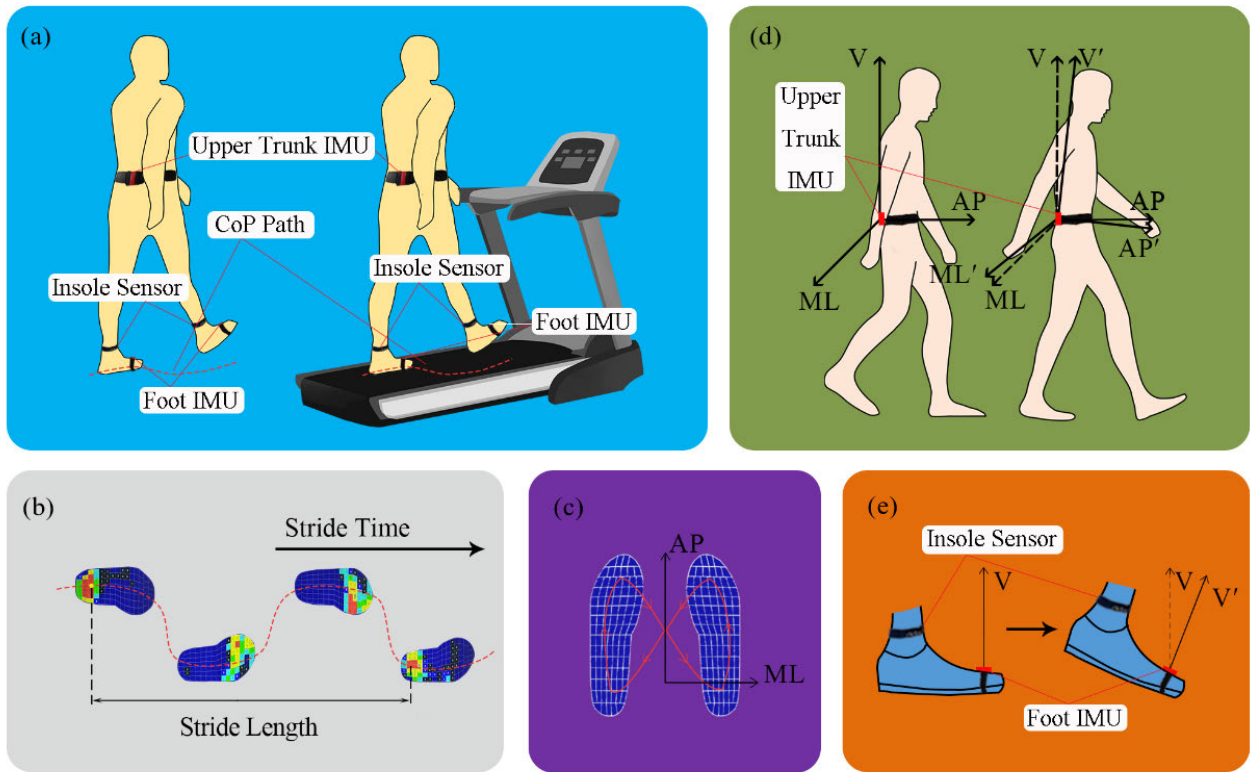 (a)
Upper Trunk IMU
CoP Path
Insole Sensor
Insole Sensor
Foot IMU
Foot IMU
(d)
V
V V′
Upper
Trunk
IMU
AP
AP
AP′
ML
ML′
ML
(b)
Stride Time
Stride Length
(c)
AP
ML
(e)
Insole Sensor
V
V
V′
Foot IMU